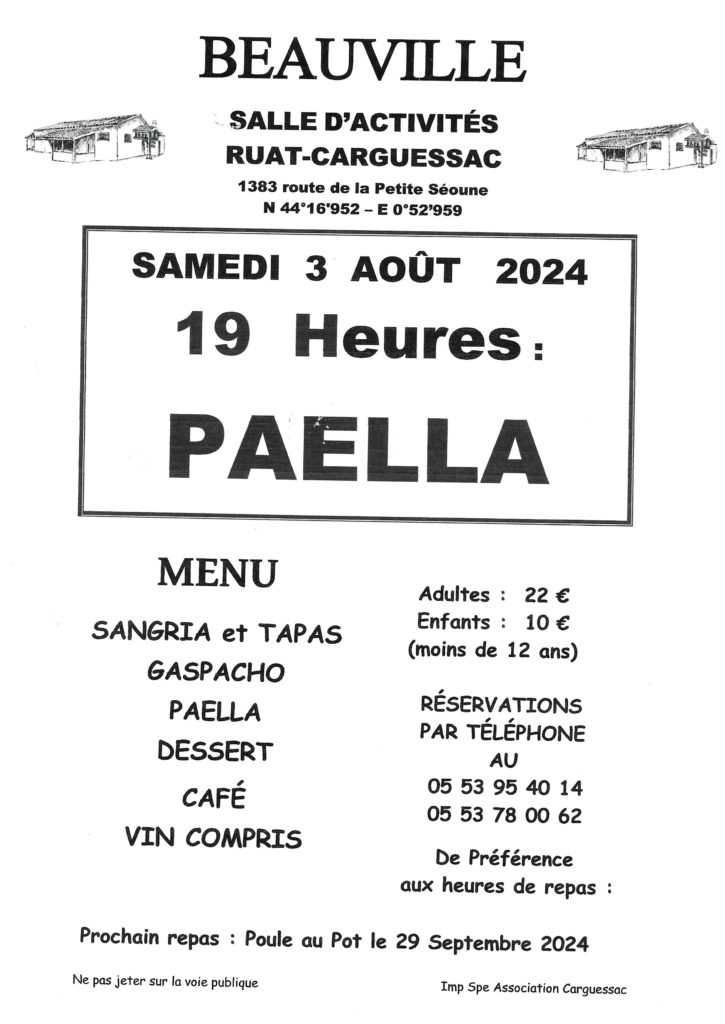 BEAUVILLE
SALLE D'ACTIVITÉS
RUAT-CARGUESSAC
1383 route de la Petite Séoune
N 44°16'952 – E 0°52'959
SAMEDI 3 AOÛT 2024
19 Heures :
PAELLA
MENU
SANGRIA et TAPAS
GASPACHO
PAELLA
DESSERT
CAFÉ
VIN COMPRIS
Adultes : 22 €
Enfants : 10 €
(moins de 12 ans)
RÉSERVATIONS
PAR TÉLÉPHONE
AU
05 53 95 40 14
05 53 78 00 62
De Préférence
aux heures de repas :
Prochain repas : Poule au Pot le 29 Septembre 2024
Ne pas jeter sur la voie publique
Imp Spe Association Carguessac